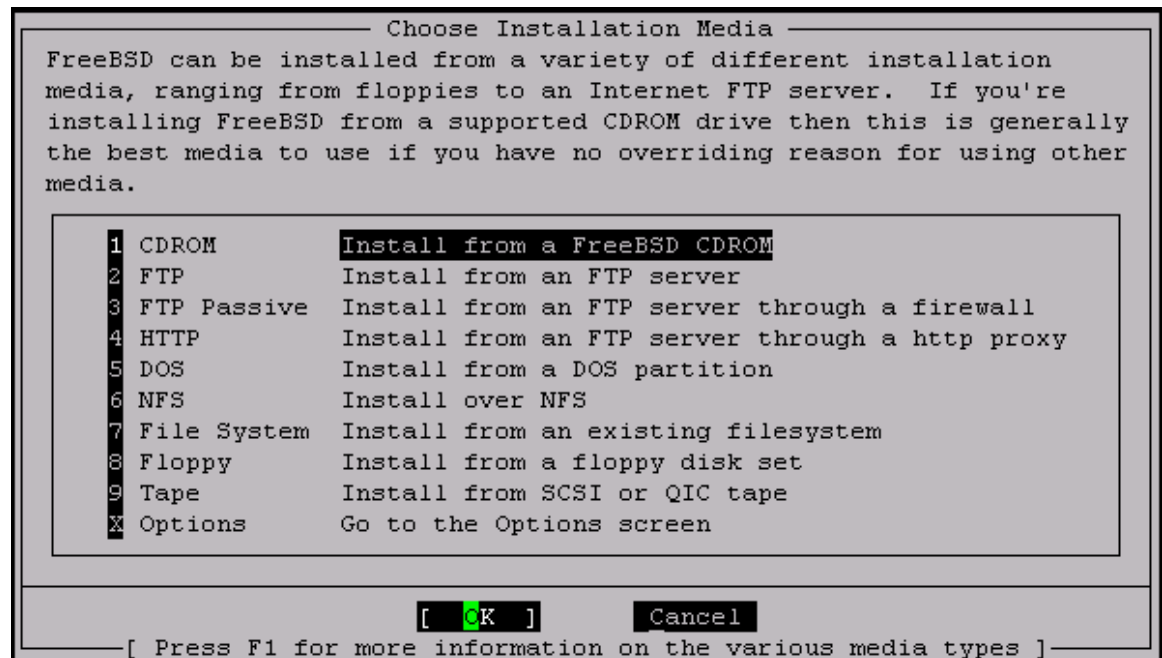 Choose Installation Media
FreeBSD can be installed from a variety of different installation
media, ranging from floppies to an Internet FTP server.  If you're
installing FreeBSD from a supported CDROM drive then this is generally
the best media to use if you have no overriding reason for using other
media.
1 CDROM       Install from a FreeBSD CDROM
2 FTP         Install from an FTP server
3 FTP Passive Install from an FTP server through a firewall
4 HTTP        Install from an FTP server through a http proxy
5 DOS         Install from a DOS partition
6 NFS         Install over NFS
7 File System Install from an existing filesystem
8 Floppy      Install from a floppy disk set
9 Tape        Install from SCSI or QIC tape
X Options     Go to the Options screen
[  OK  ]      Cancel
[ Press F1 for more information on the various media types ]